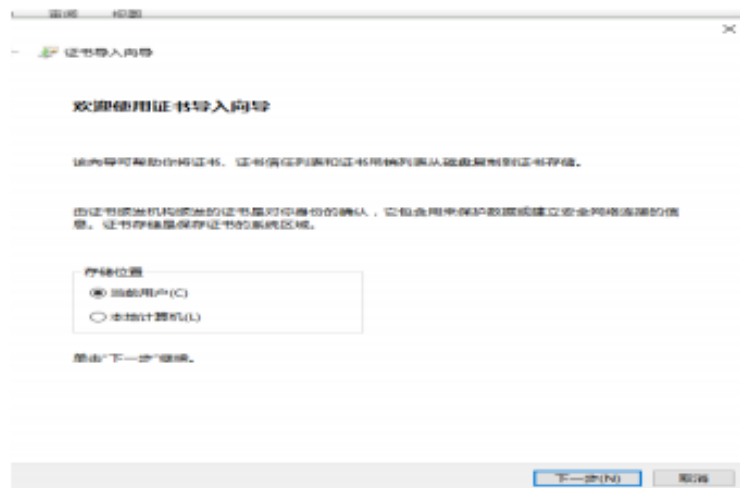 查看
证书导入向导
欢迎使用证书导入向导
该向导可帮助你将证书、证书信任列表和证书吊销列表从磁盘复制到证书存储。
由证书颁发机构颁发的证书是对你身份的确认，它包含用来保护数据或建立安全网络连接的信
息。证书存储是保存证书的系统区域。
存储位置
当前用户(C)
本地计算机(L)
单击"下一步"继续。
下一步(N) 取消